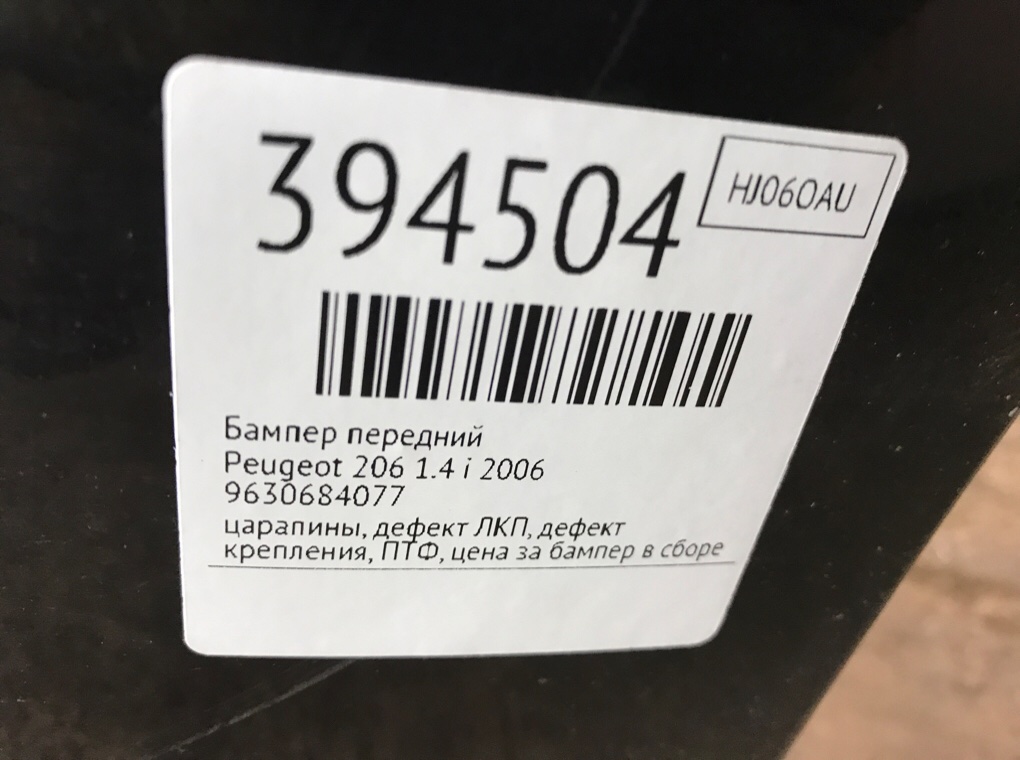 394504
HJ06OAU
Бампер передний
Peugeot 206 1.4 i 2006
9630684077
царапины, дефект ЛКП, дефект
крепления, ПТФ, цена за бампер в сборе